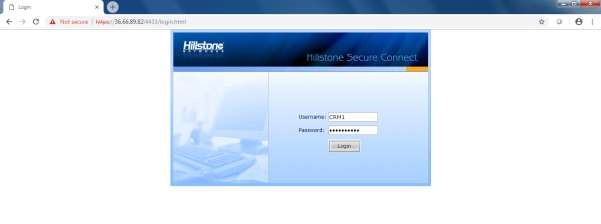 Login
Not secure | https://36.66.89.82:4433/login.html
Hillstone
NETWORKS
Hillstone Secure Connect
Username: CRM1
Password: ••••••••••
Login